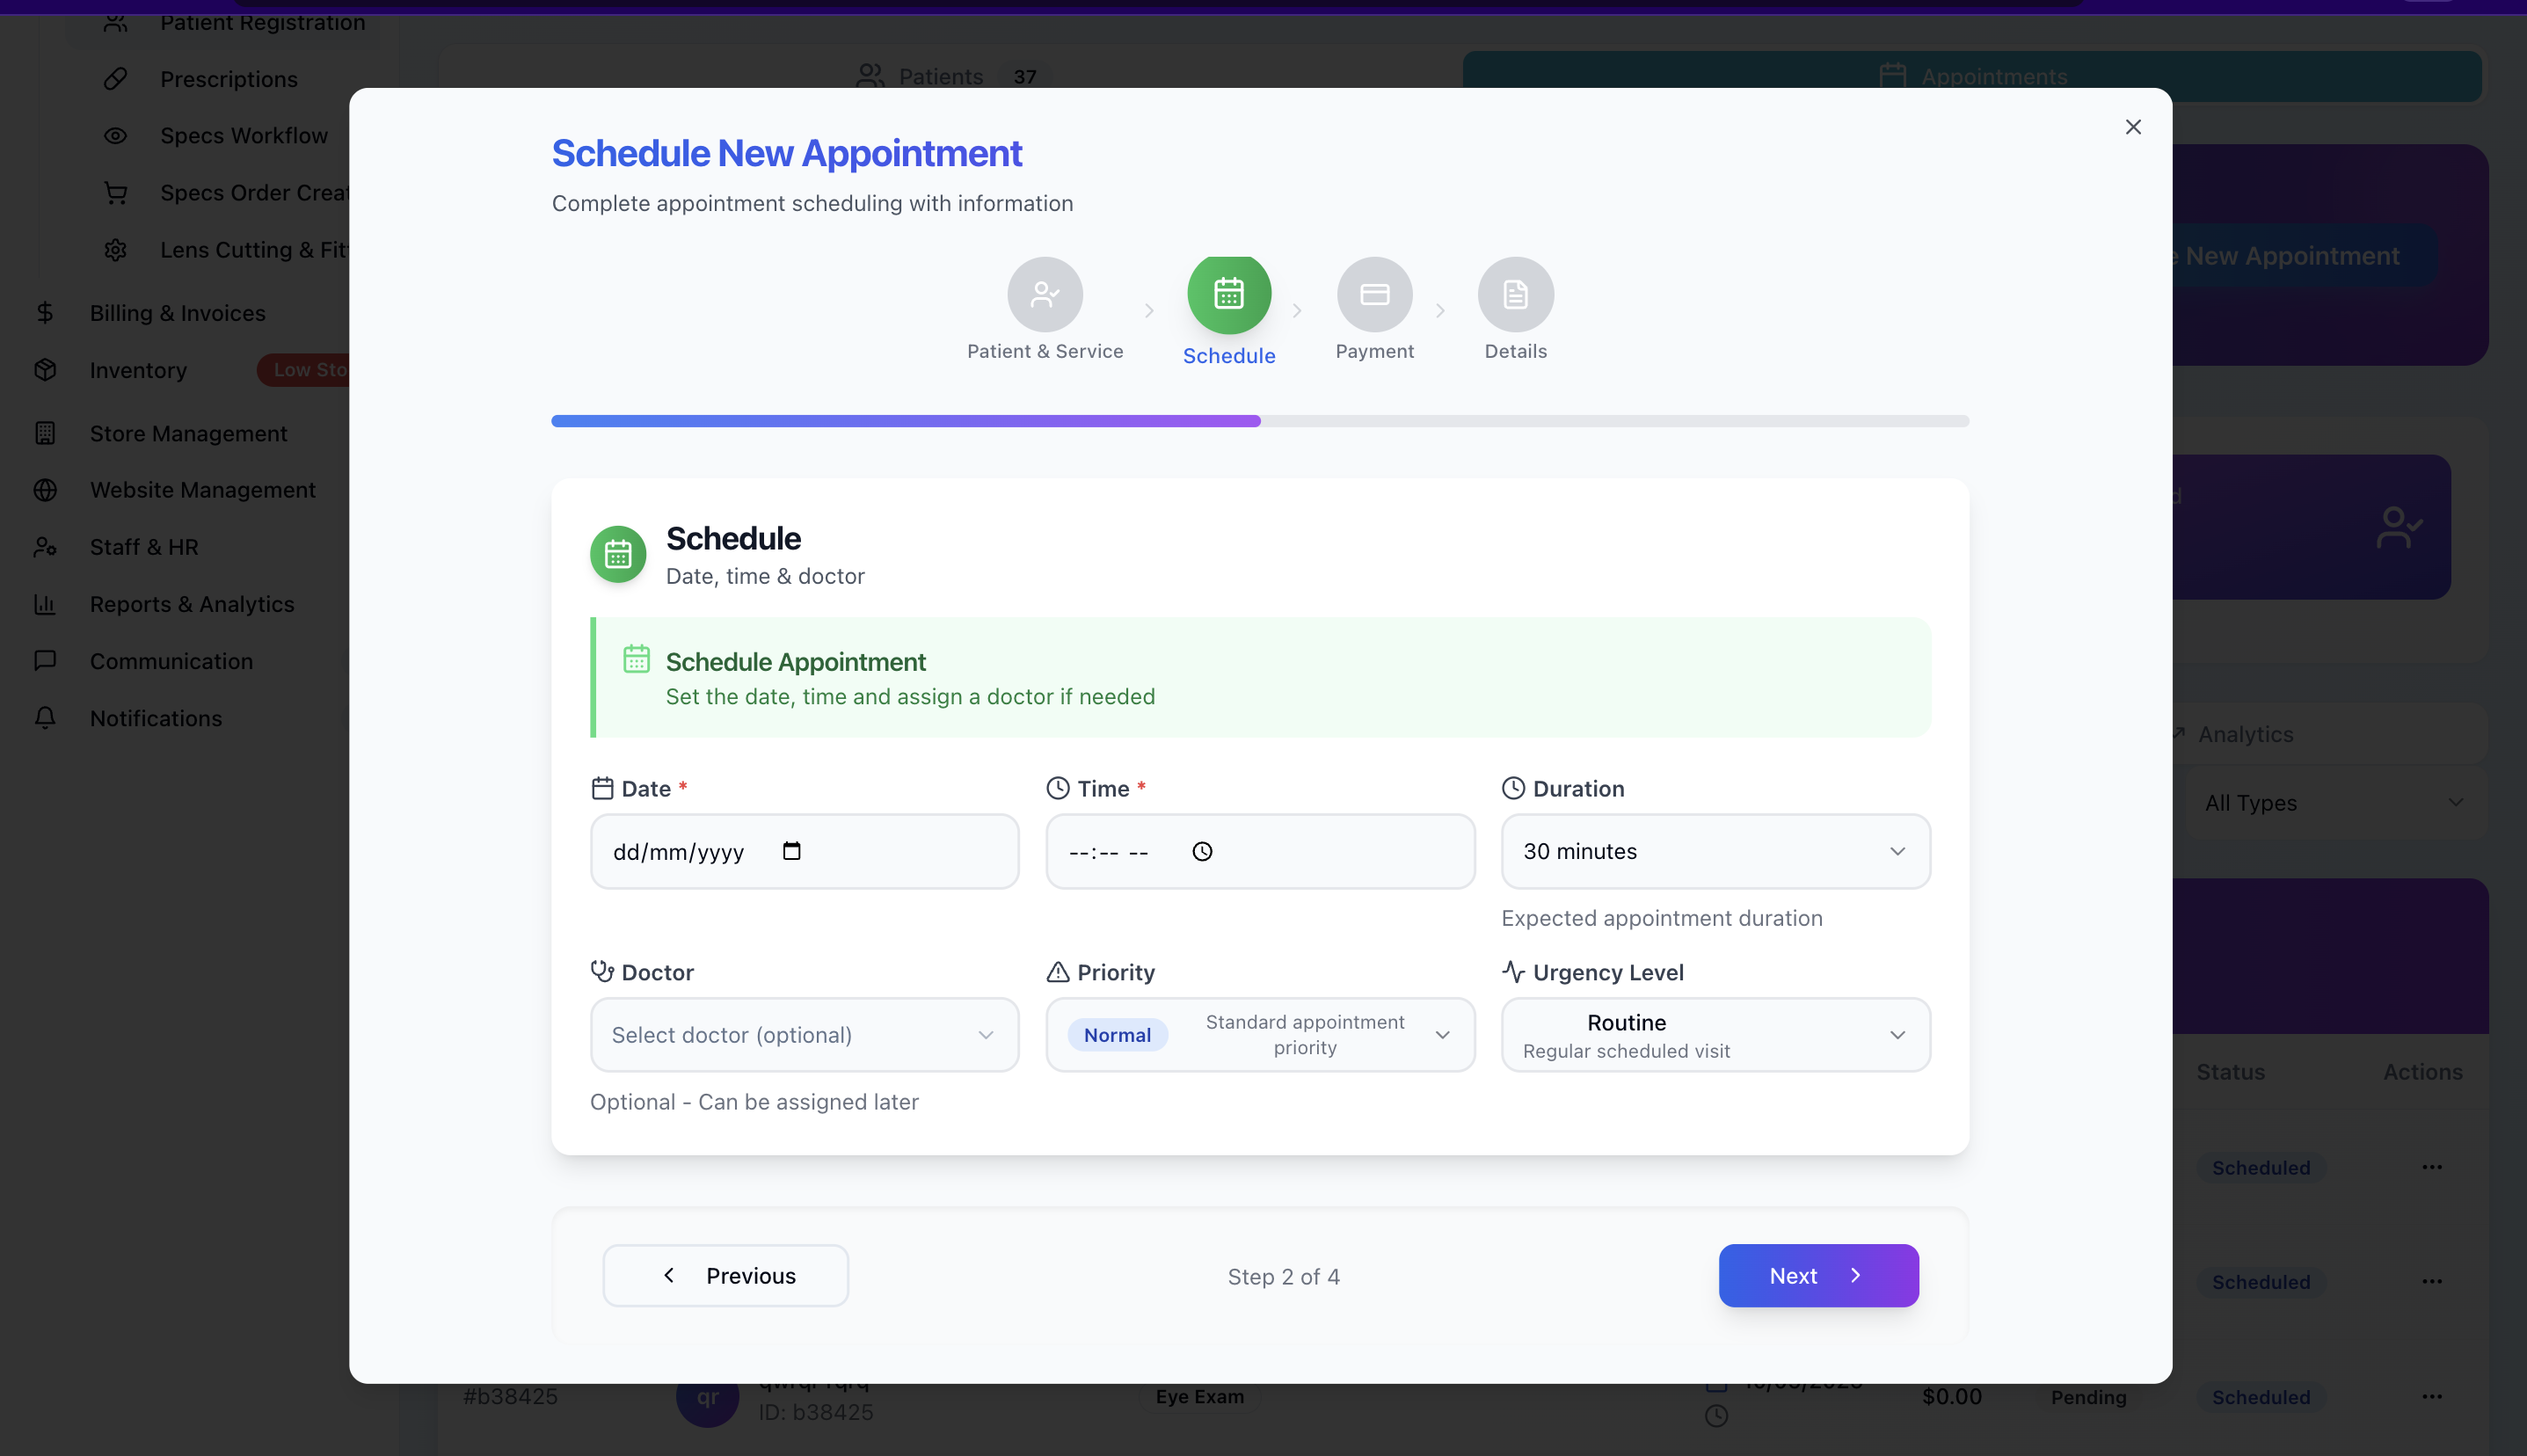 Patient Registration
Prescriptions
Specs Workflow
Specs Order Creat
Lens Cutting & Fit
Billing & Invoices
Inventory
Low Sto
Store Management
Website Management
Staff & HR
Reports & Analytics
Communication
Notifications
Patients 37
Appointments
Schedule New Appointment
Complete appointment scheduling with information
Patient & Service
Schedule
Payment
Details
Schedule
Date, time & doctor
Schedule Appointment
Set the date, time and assign a doctor if needed
Date *
Time *
Duration
dd/mm/yyyy
--:-- --
30 minutes
Expected appointment duration
Doctor
Priority
Urgency Level
Select doctor (optional)
Normal
Standard appointment
priority
Routine
Regular scheduled visit
Optional - Can be assigned later
Previous
Step 2 of 4
Next
New Appointment
Analytics
All Types
Status
Actions
Scheduled
Scheduled
#b38425
qr
ID: b38425
Eye Exam
$0.00
Pending
Scheduled